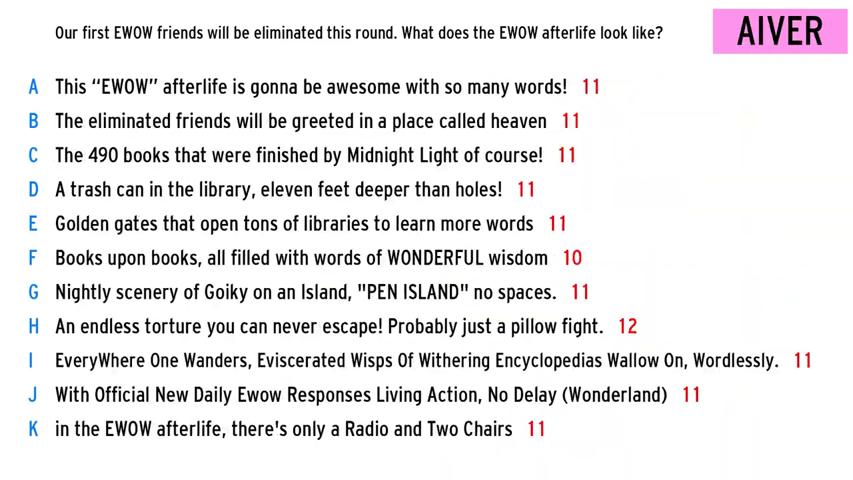 Our first EWOW friends will be eliminated this round. What does the EWOW afterlife look like?
AIVER
A This “EWOW” afterlife is gonna be awesome with so many words! 11
B The eliminated friends will be greeted in a place called heaven 11
C The 490 books that were finished by Midnight Light of course! 11
D A trash can in the library, eleven feet deeper than holes! 11
E Golden gates that open tons of libraries to learn more words 11
F Books upon books, all filled with words of WONDERFUL wisdom 10
G Nightly scenery of Goiky on an Island, "PEN ISLAND" no spaces. 11
H An endless torture you can never escape! Probably just a pillow fight. 12
I EveryWhere One Wanders, Eviscerated Wisps Of Withering Encyclopedias Wallow On, Wordlessly. 11
J With Official New Daily Ewow Responses Living Action, No Delay (Wonderland) 11
K in the EWOW afterlife, there's only a Radio and Two Chairs 11